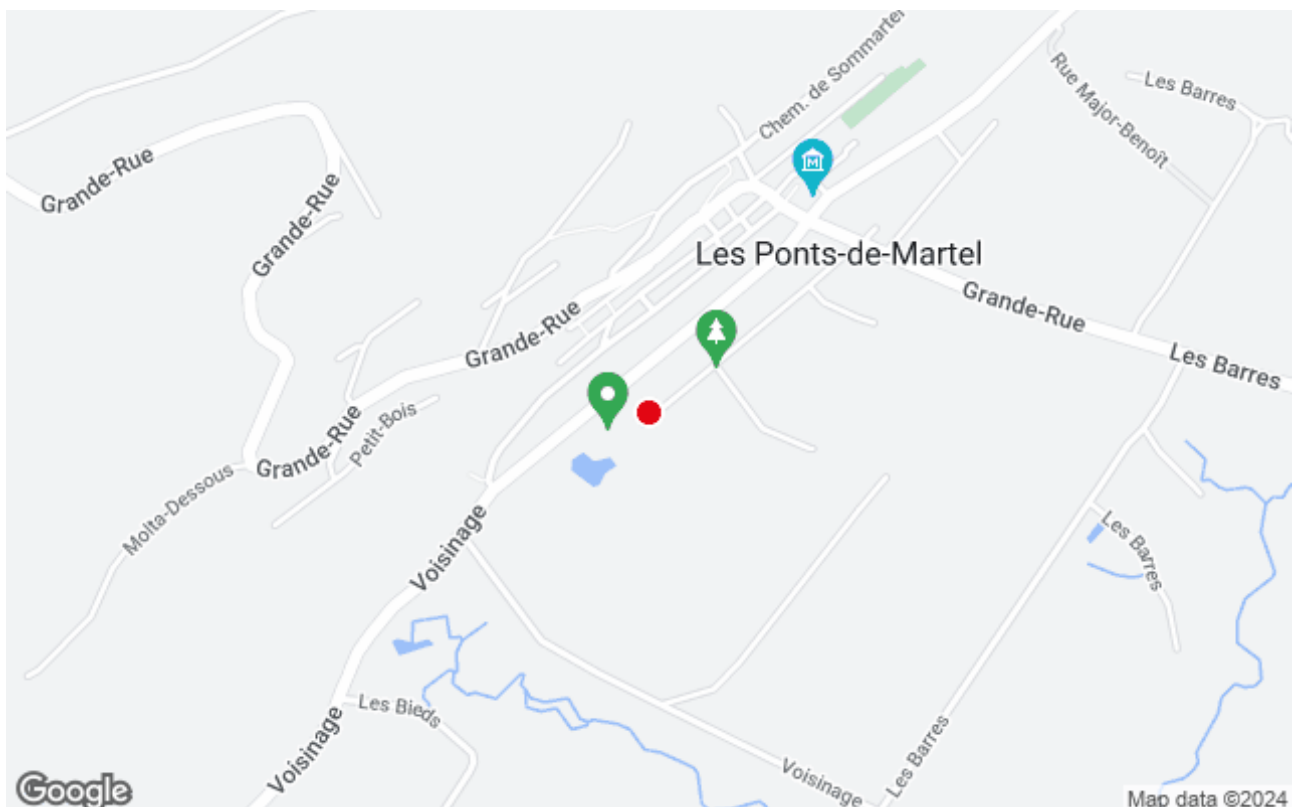 Chem. de Sommartel
Rue Major-Benoît
Les Barres
Grande-Rue
Grande-Rue
Les Ponts-de-Martel
Grande-Rue
Grande-Rue
Les Barres
Petit-Bois
Grande-Rue
Molta-Dessous
Voisinage
Les Barres
Les Bieds
Voisinage
Les Barres
Voisinage
Google
Map data ©2024
M